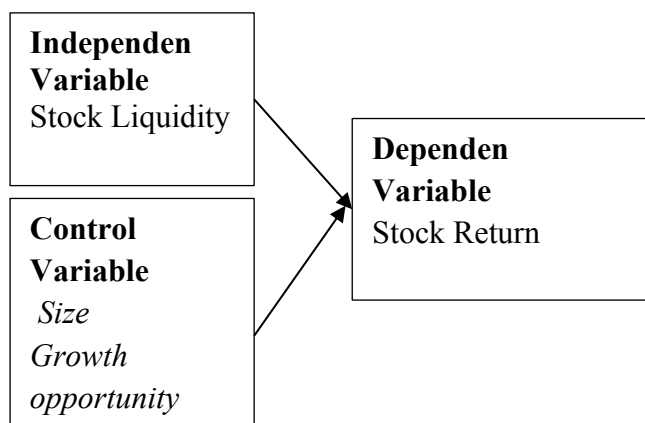 Independen
Variable
Stock Liquidity
Control
Variable
Size
Growth
opportunity
Dependen
Variable
Stock Return